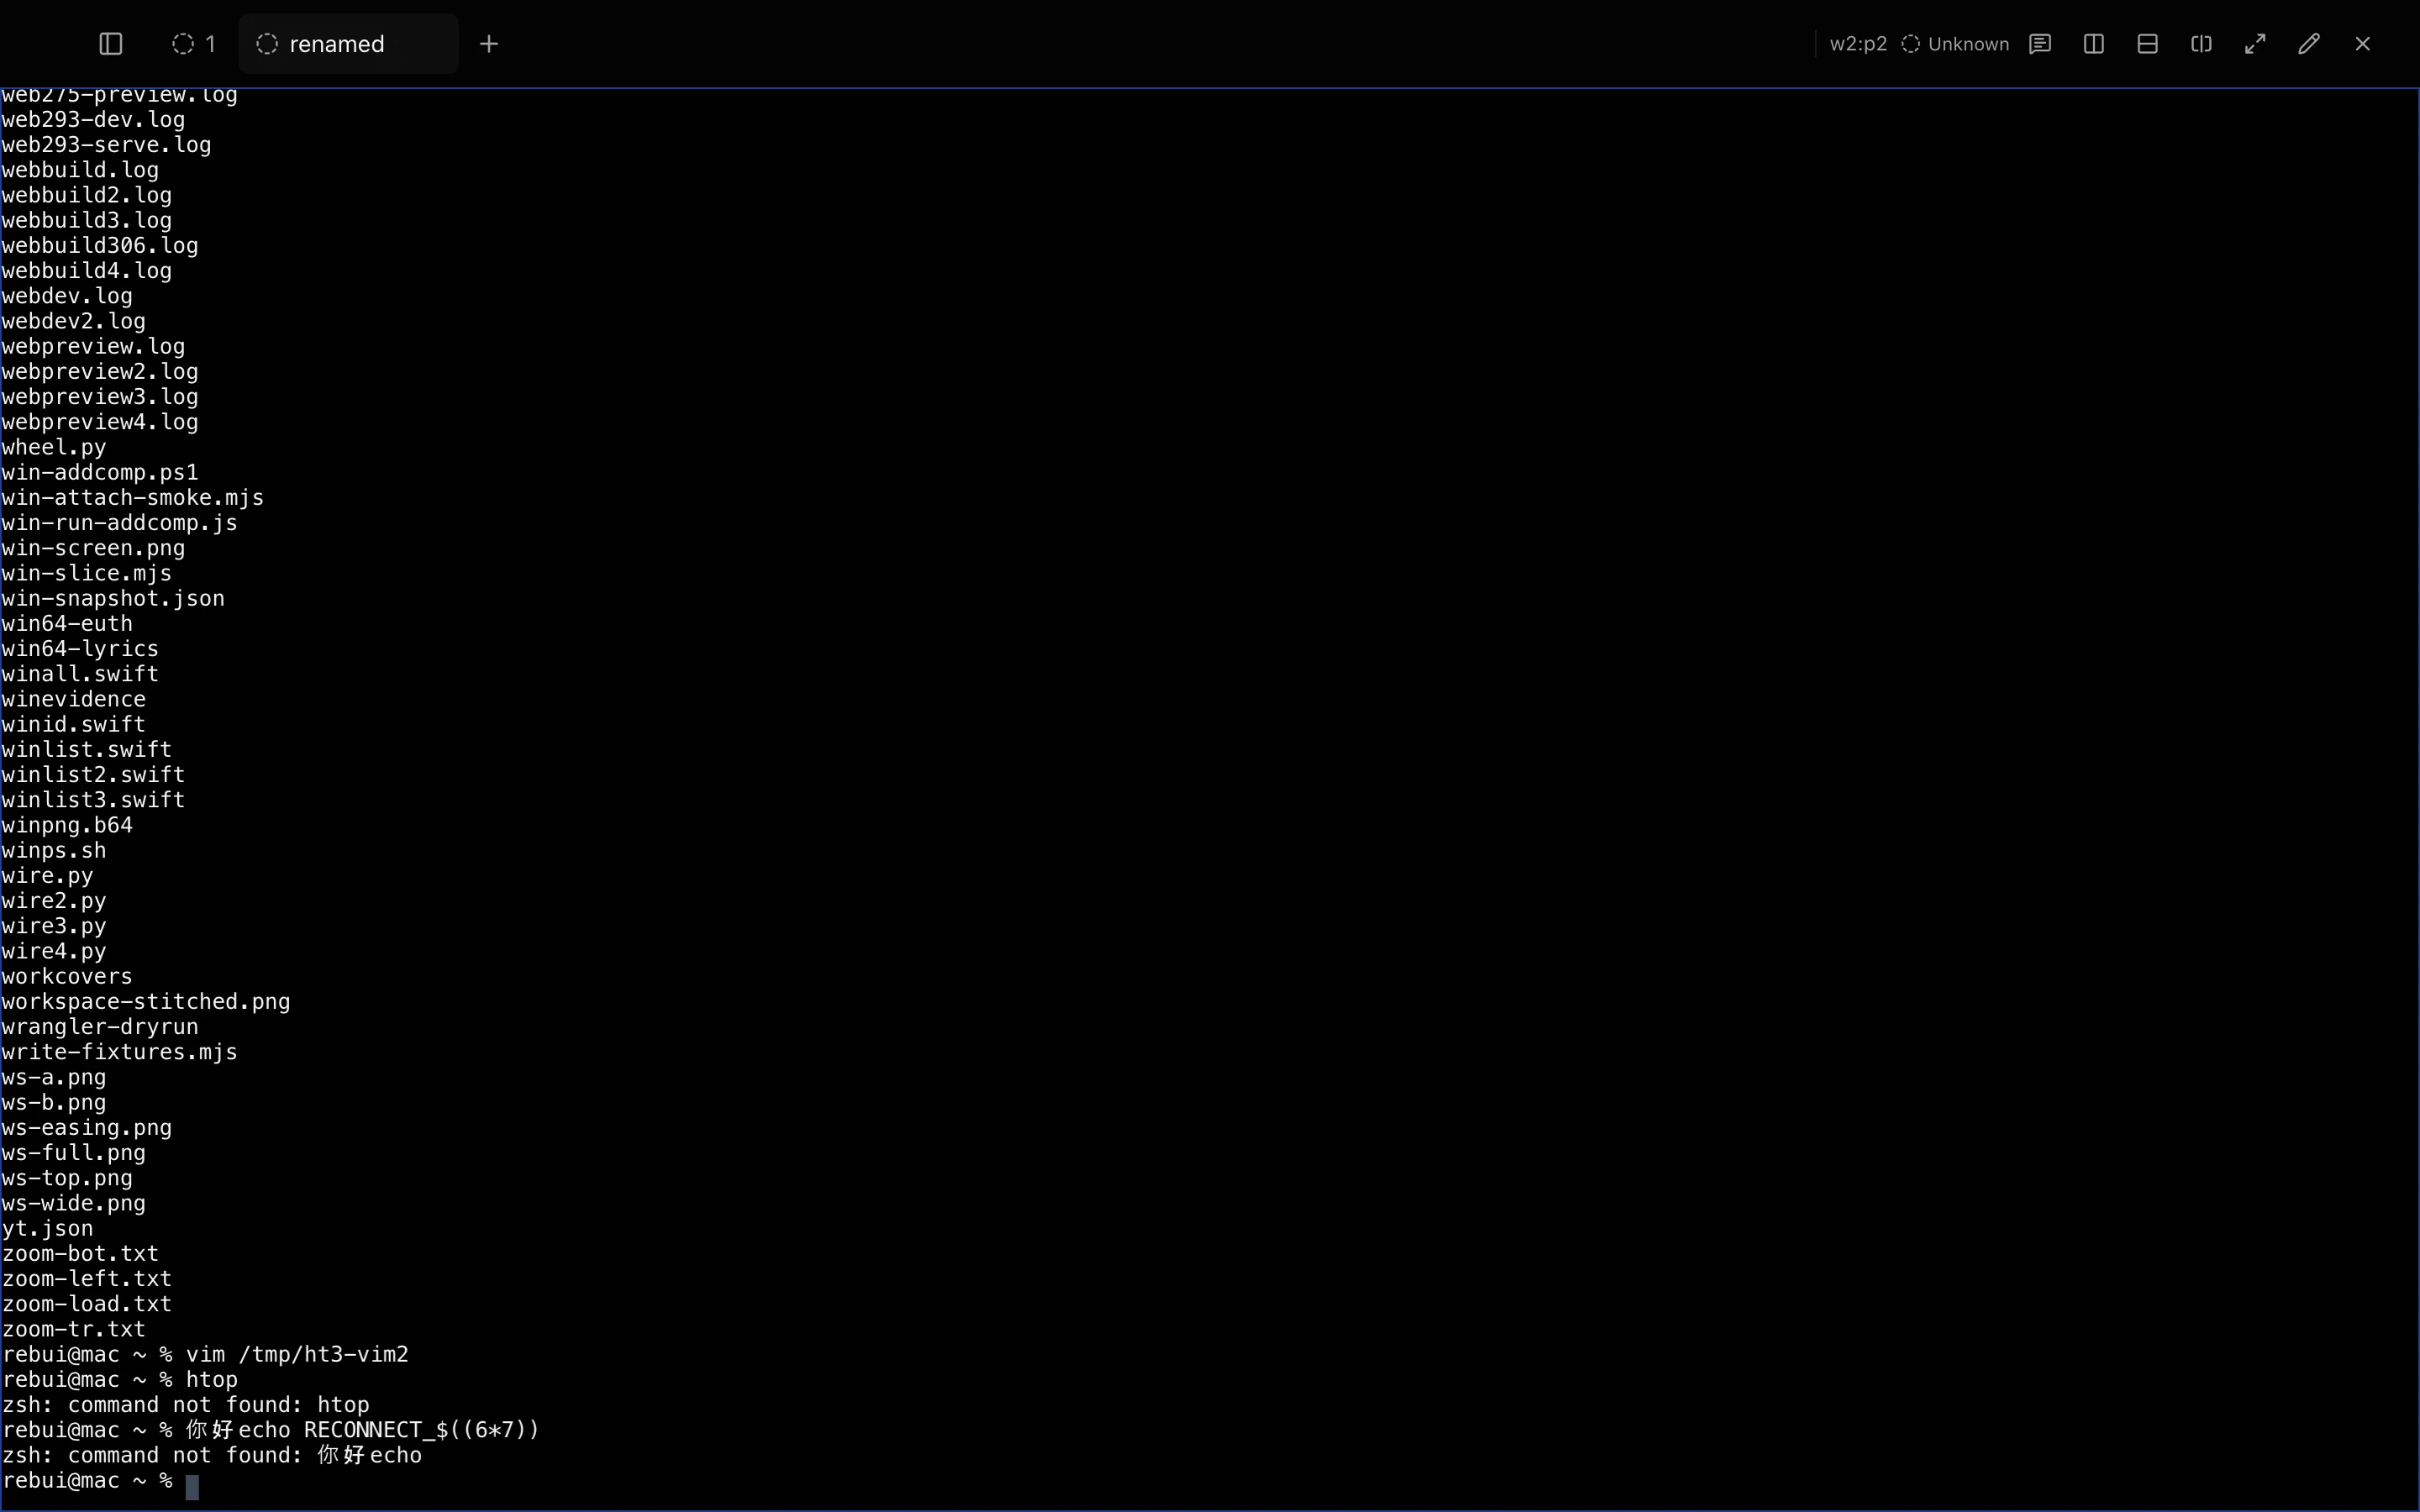 1 renamed w2:p2 Unknown
web275-preview.log
web293-dev.log
web293-serve.log
webbuild.log
webbuild2.log
webbuild3.log
webbuild306.log
webbuild4.log
webdev.log
webdev2.log
webpreview.log
webpreview2.log
webpreview3.log
webpreview4.log
wheel.py
win-addcomp.ps1
win-attach-smoke.mjs
win-run-addcomp.js
win-screen.png
win-slice.mjs
win-snapshot.json
win64-euth
win64-lyrics
winall.swift
winevidence
winid.swift
winlist.swift
winlist2.swift
winlist3.swift
winpng.b64
winps.sh
wire.py
wire2.py
wire3.py
wire4.py
workcovers
workspace-stitched.png
wrangler-dryrun
write-fixtures.mjs
ws-a.png
ws-b.png
ws-easing.png
ws-full.png
ws-top.png
ws-wide.png
yt.json
zoom-bot.txt
zoom-left.txt
zoom-load.txt
zoom-tr.txt
rebui@mac ~ % vim /tmp/ht3-vim2
rebui@mac ~ % htop
zsh: command not found: htop
rebui@mac ~ % 你好echo RECONNECT_$((6*7))
zsh: command not found: 你好echo
rebui@mac ~ %